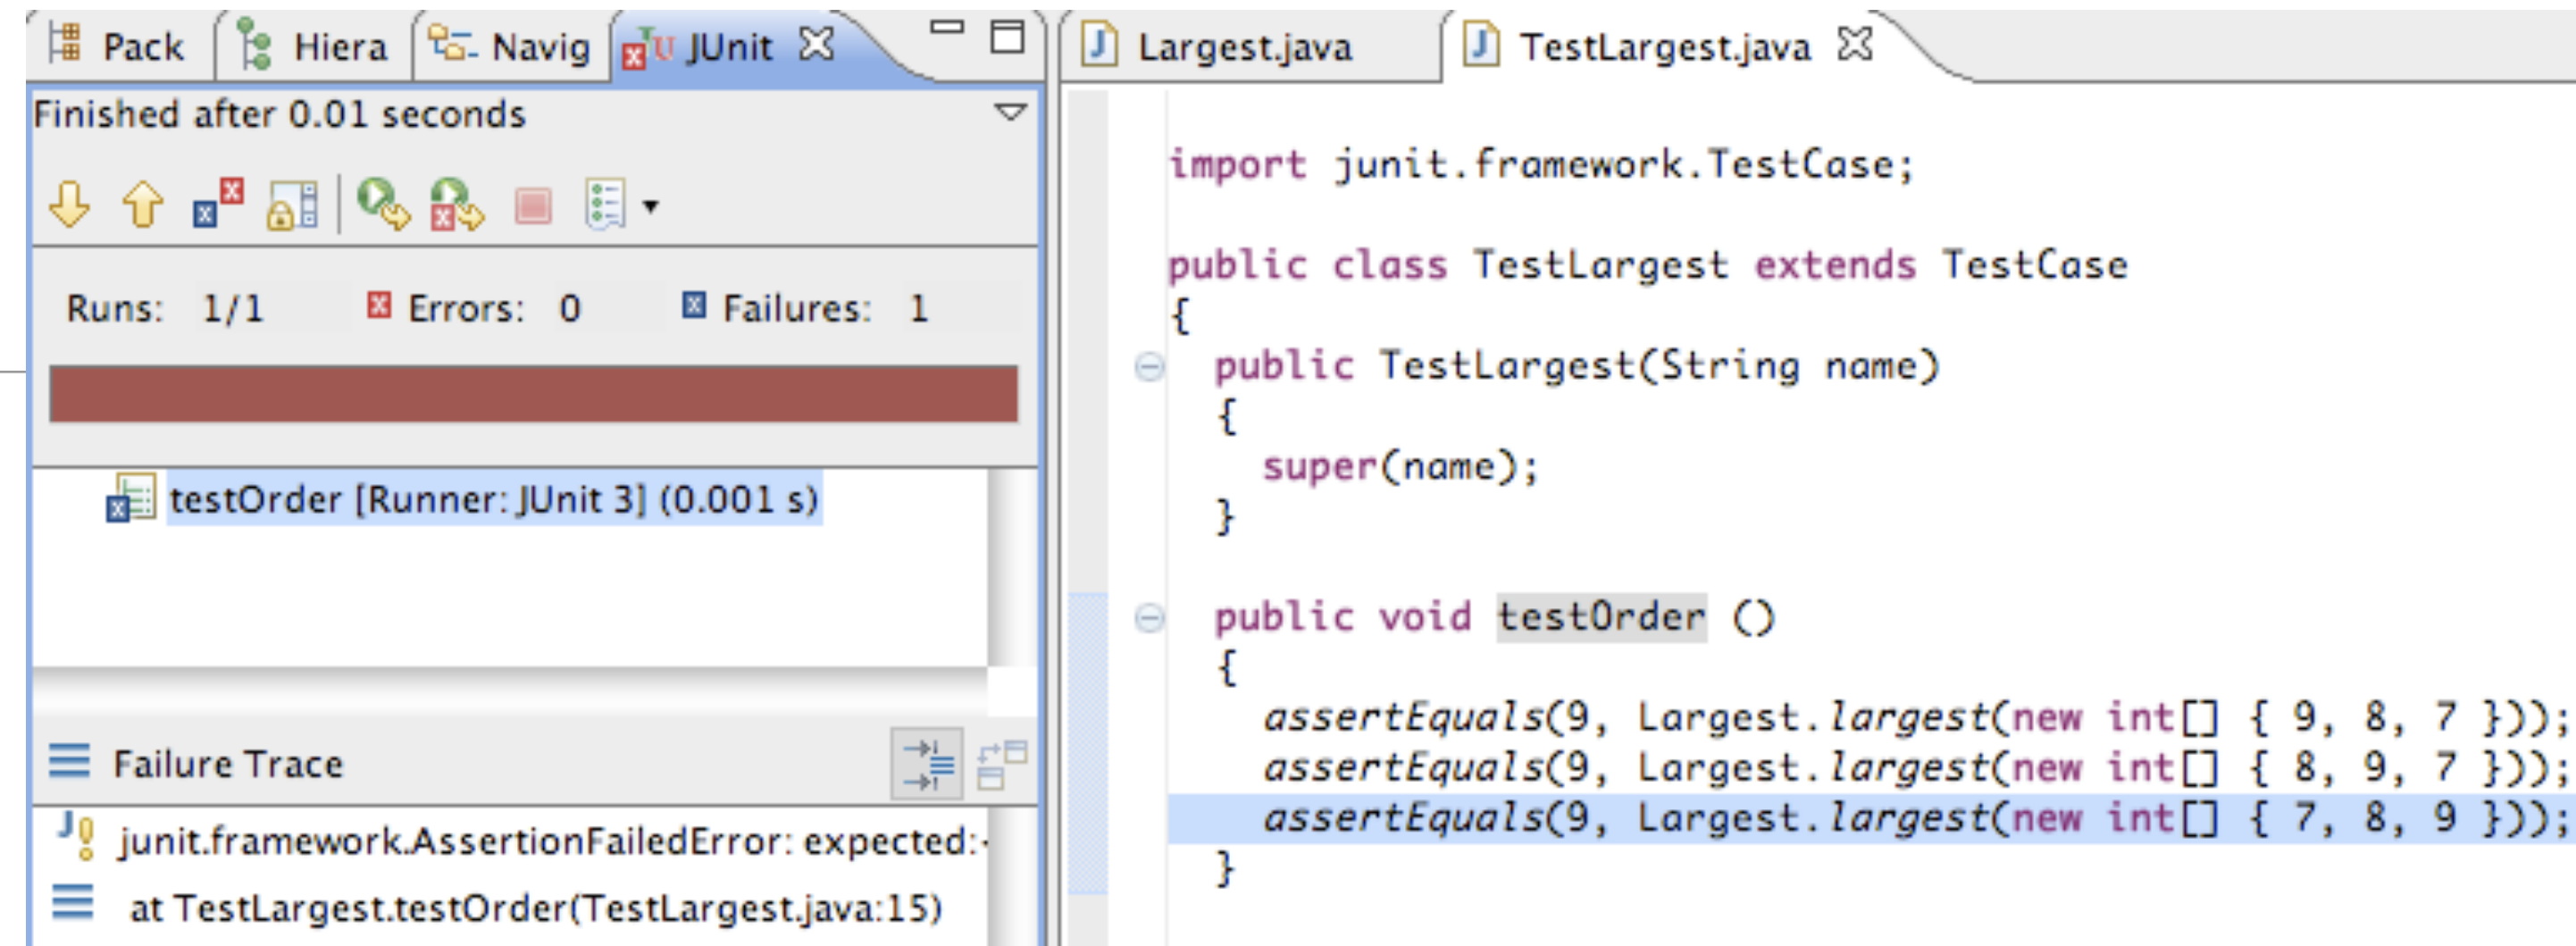 Pack Hiera Navig JUnit
Finished after 0.01 seconds
Runs: 1/1 Errors: 0 Failures: 1
testOrder [Runner: JUnit 3] (0.001 s)
Failure Trace
junit.framework.AssertionFailedError: expected:
at TestLargest.testOrder(TestLargest.java:15)
Largest.java TestLargest.java
import junit.framework.TestCase;
public class TestLargest extends TestCase
{
public TestLargest(String name)
{
super(name);
}
public void testOrder ()
{
assertEquals(9, Largest.largest(new int[] { 9, 8, 7 }));
assertEquals(9, Largest.largest(new int[] { 8, 9, 7 }));
assertEquals(9, Largest.largest(new int[] { 7, 8, 9 }));
}